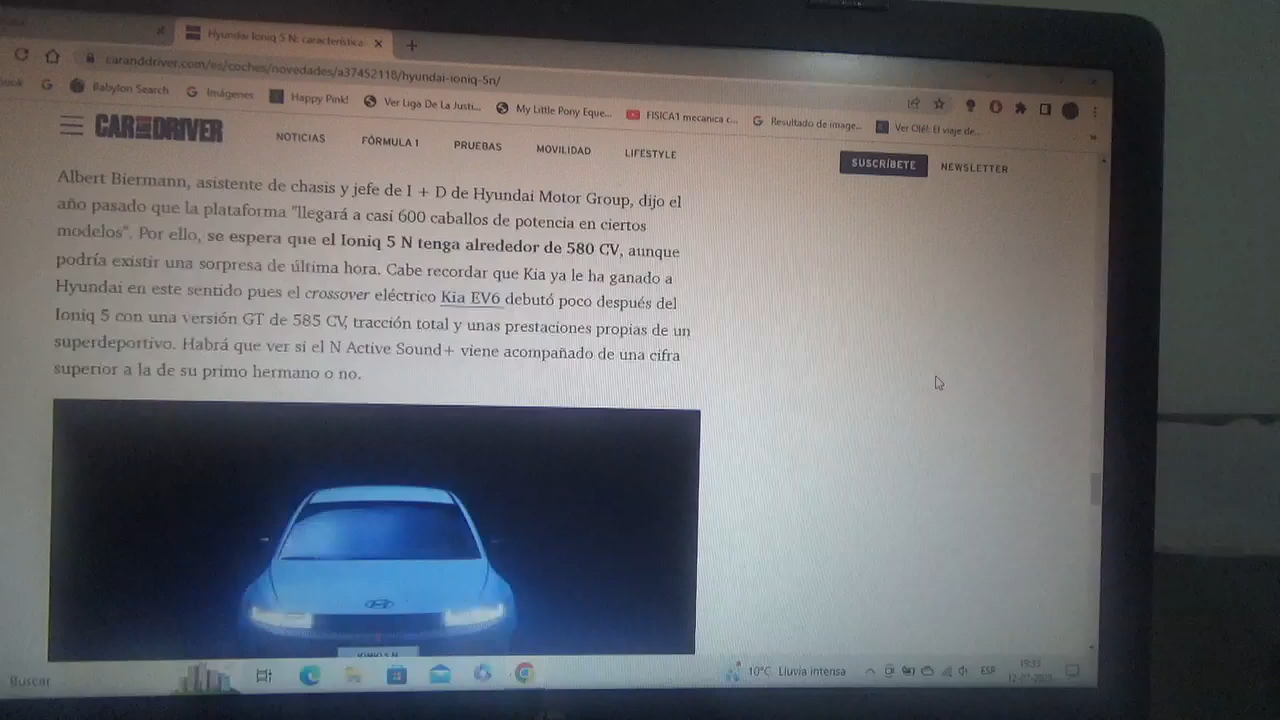 Hyundai Ioniq 5 N: característica
caranddriver.com/es/coches/novedades/a37452118/hyundai-ioniq-5n/
Babylon Search
Imágenes
Happy Pink!
Ver Liga De La Justi...
My Little Pony Eque...
FISICA1 mecanica c...
Resultado de image...
Ver Olé!: El viaje de...
CAR AND DRIVER
NOTICIAS
FÓRMULA 1
PRUEBAS
MOVILIDAD
LIFESTYLE
SUSCRÍBETE
NEWSLETTER
Albert Biermann, asistente de chasis y jefe de I + D de Hyundai Motor Group, dijo el
año pasado que la plataforma "llegará a casi 600 caballos de potencia en ciertos
modelos". Por ello, se espera que el Ioniq 5 N tenga alrededor de 580 CV, aunque
podría existir una sorpresa de última hora. Cabe recordar que Kia ya le ha ganado a
Hyundai en este sentido pues el crossover eléctrico Kia EV6 debutó poco después del
Ioniq 5 con una versión GT de 585 CV, tracción total y unas prestaciones propias de un
superdeportivo. Habrá que ver si el N Active Sound+ viene acompañado de una cifra
superior a la de su primo hermano o no.
IONIQ 5 N
Buscar
10°C Lluvia intensa
ESP
19:33